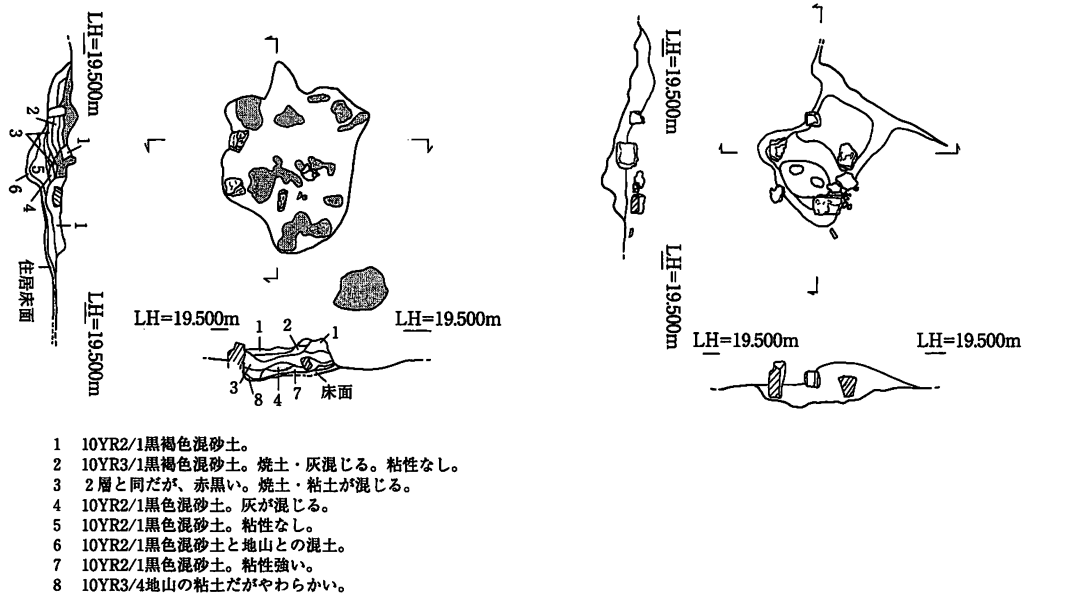 LH=19.500m
2
3
1
5
6
4
1
住居床面
LH=19.500m
LH=19.500m
LH=19.500m
1
2
1
3
8
4
7
床面
LH=19.500m
LH=19.500m
LH=19.500m
LH=19.500m
1 10YR2/1黒褐色混砂土。
2 10YR3/1黒褐色混砂土。焼土・灰混じる。粘性なし。
3 2層と同だが、赤黒い。焼土・粘土が混じる。
4 10YR2/1黒色混砂土。灰が混じる。
5 10YR2/1黒色混砂土。粘性なし。
6 10YR2/1黒色混砂土と地山との混土。
7 10YR2/1黒色混砂土。粘性強い。
8 10YR3/4地山の粘土だがやわらかい。